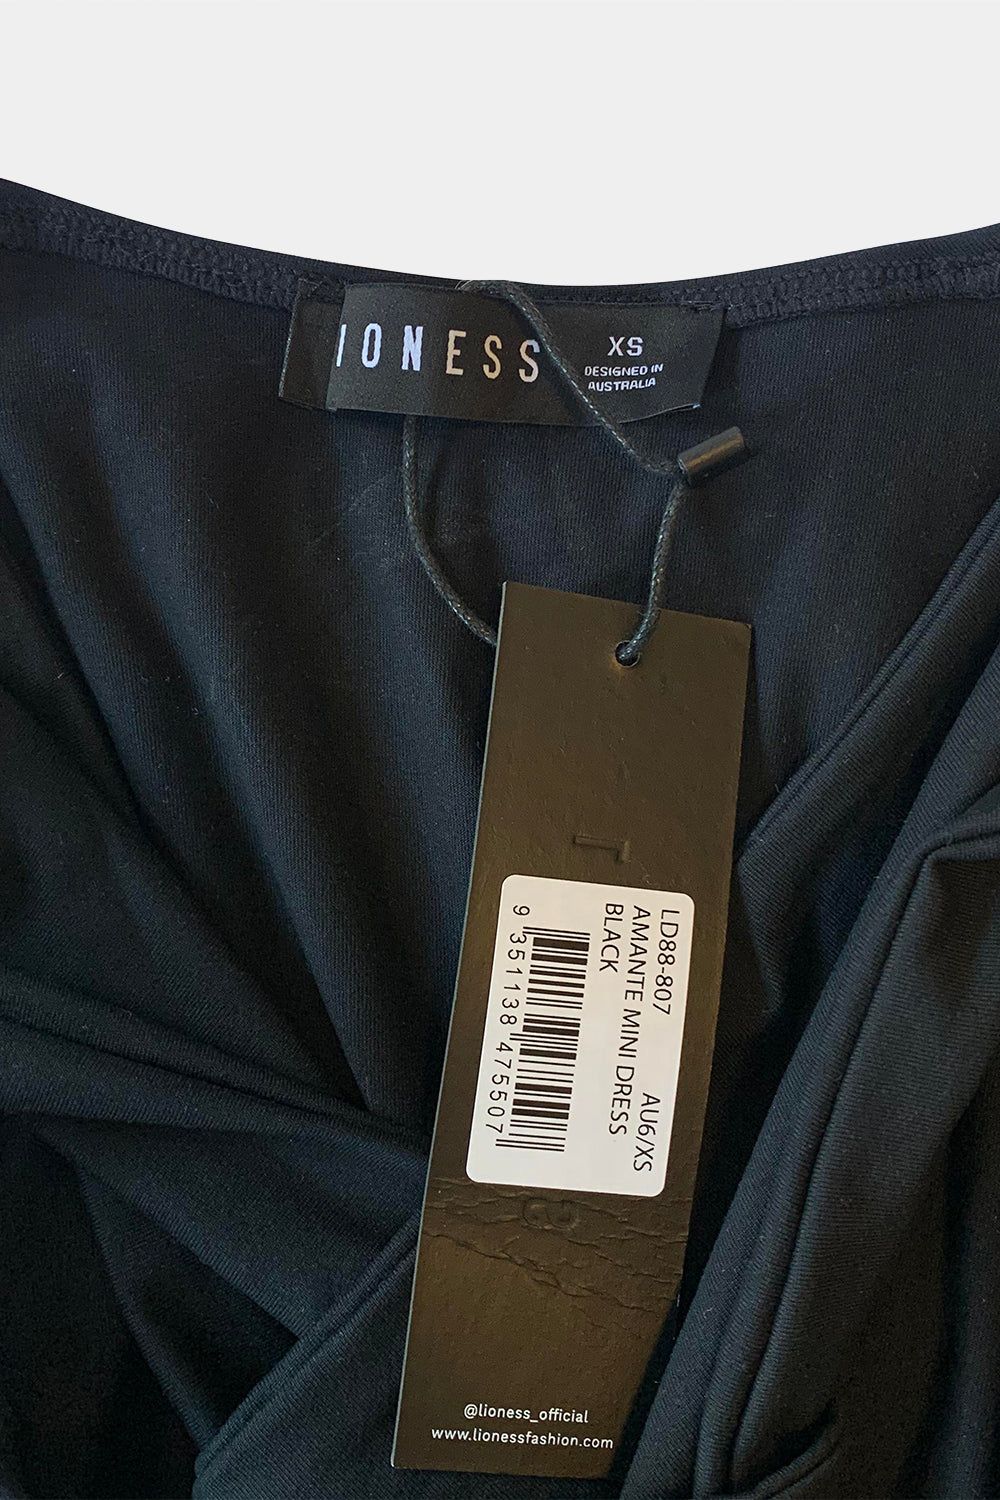 IONESS
XS
DESIGNED IN
AUSTRALIA
LD88-807 AU6/XS
AMANTE MINI DRESS
BLACK
9 351138 475507
@lioness_official
www.lionessfashion.com